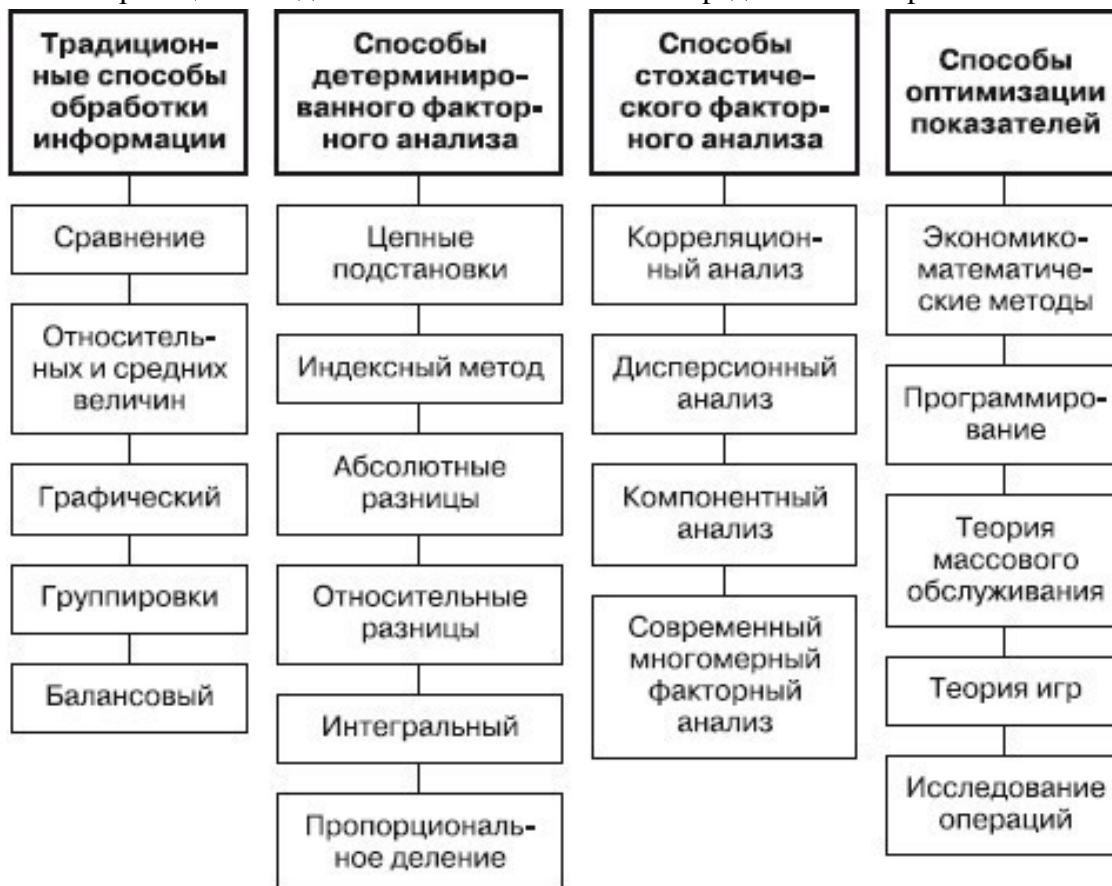 Традицион-
ные способы
обработки
информации
Сравнение
Относитель-
ных и средних
величин
Графический
Группировки
Балансовый
Способы
детерминиро-
ванного фактор-
ного анализа
Цепные
подстановки
Индексный метод
Абсолютные
разницы
Относительные
разницы
Интегральный
Пропорциональ-
ное деление
Способы
стохастиче-
ского фактор-
ного анализа
Корреляцион-
ный анализ
Дисперсионный
анализ
Компонентный
анализ
Современный
многомерный
факторный
анализ
Способы
оптимизации
показателей
Экономико-
математиче-
ские методы
Программиро-
вание
Теория
массового
обслуживания
Теория игр
Исследование
операций